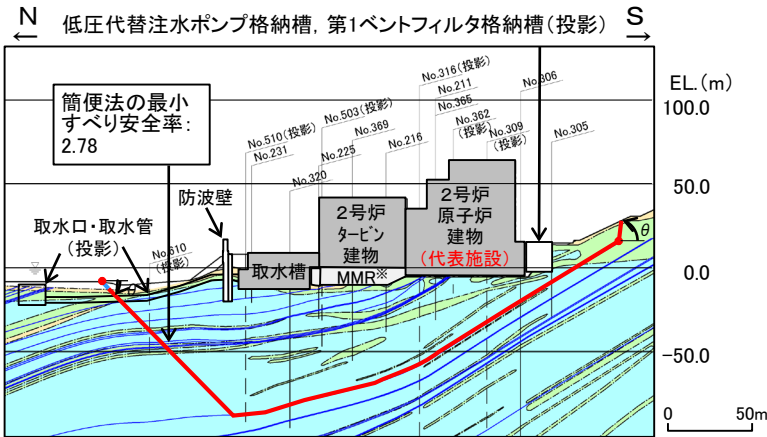 N
低圧代替注水ポンプ格納槽，第1ベントフィルタ格納槽(投影)
S
EL.(m)
簡便法の最小
すべり安全率：
2.78
No.510(投影)
No.231
No.320
No.503(投影)
No.225
No.369
No.216
No.316(投影)
No.211
No.365
No.362
(投影)
No.309
(投影)
No.306
No.305
100.0
50.0
0.0
-50.0
防波壁
取水口・取水管
(投影)
No.610
(投影)
取水槽
2号炉
タービン
建物
MMR※
2号炉
原子炉
建物
(代表施設)
θ
θ
0 50m